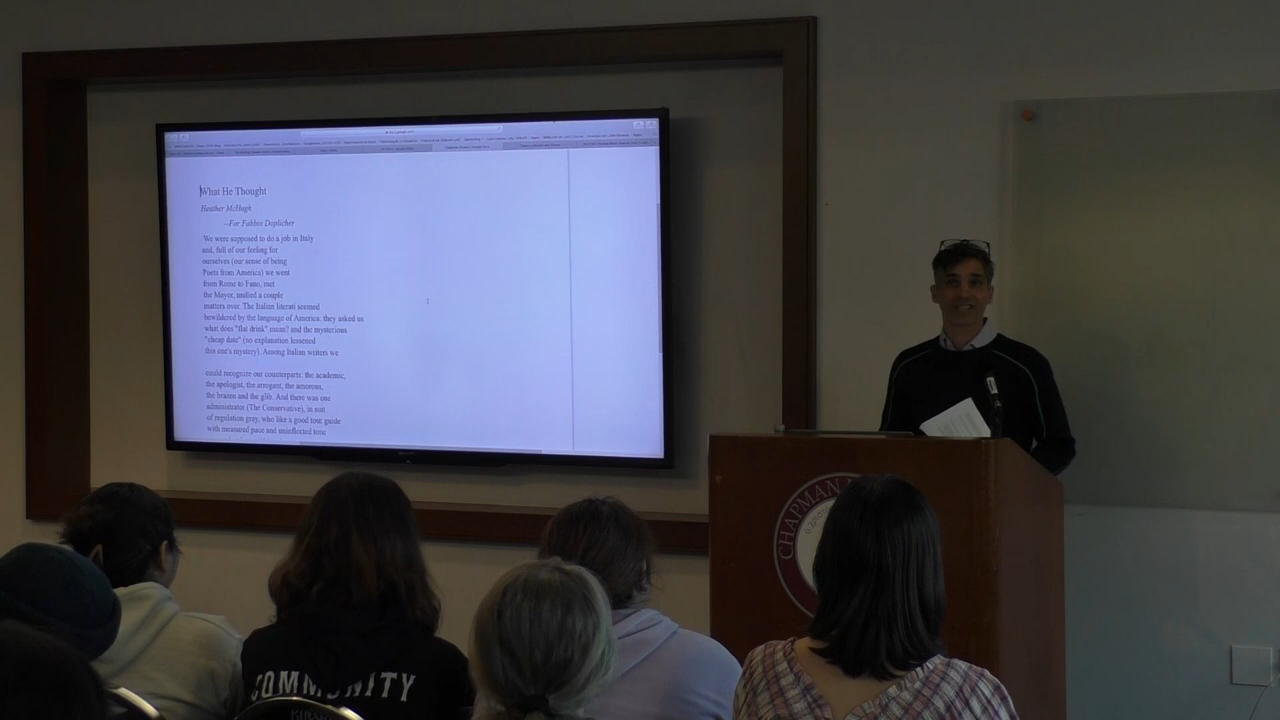 What He Thought
Heather McHugh
--For Fabbio Doplicher
We were supposed to do a job in Italy
and, full of our feeling for
ourselves (our sense of being
Poets from America) we went
from Rome to Fano, met
the Mayor, mulled a couple
matters over. The Italian literati seemed
bewildered by the language of America: they asked us
what does "flat drink" mean? and the mysterious
"cheap date" (no explanation lessened
this one's mystery). Among Italian writers we
could recognize our counterparts: the academic,
the apologist, the arrogant, the amorous,
the brazen and the glib. And there was one
administrator (The Conservative), in suit
of regulation gray, who like a good tour guide
with measured pace and uninflected tone
CHAPMAN
COMMUNITY